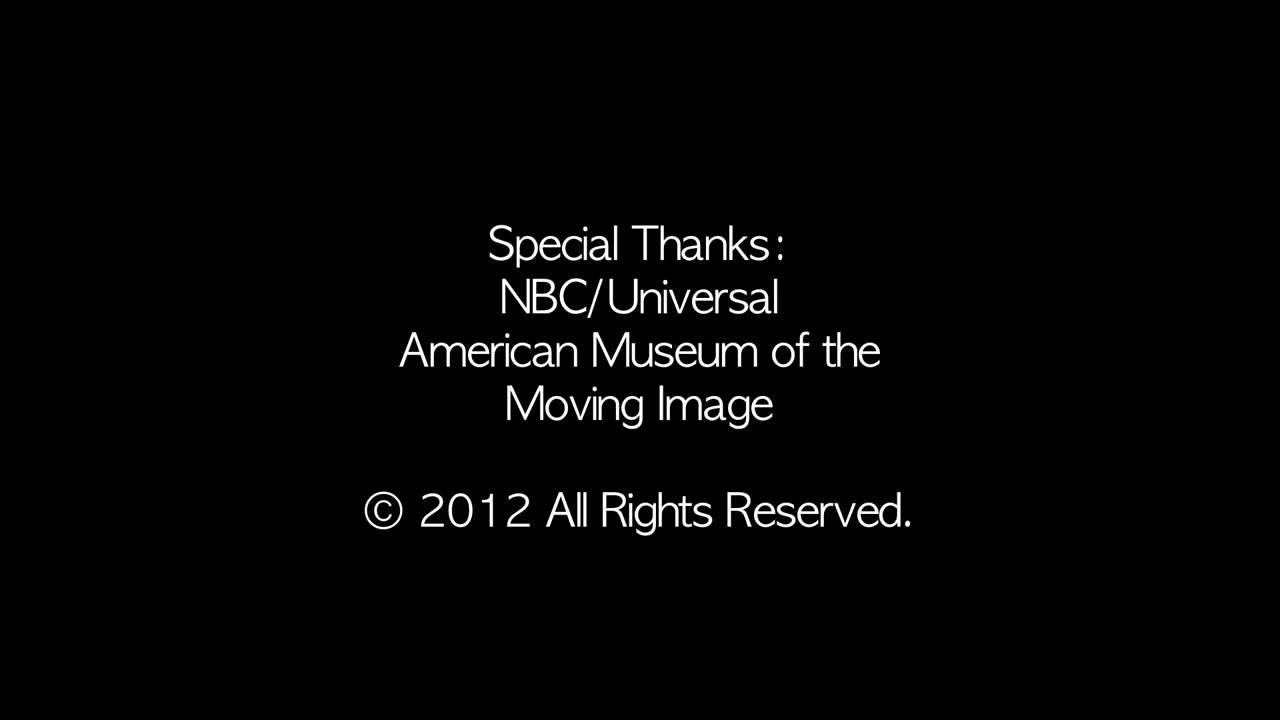 Special Thanks:
NBC/Universal
American Museum of the
Moving Image
© 2012 All Rights Reserved.